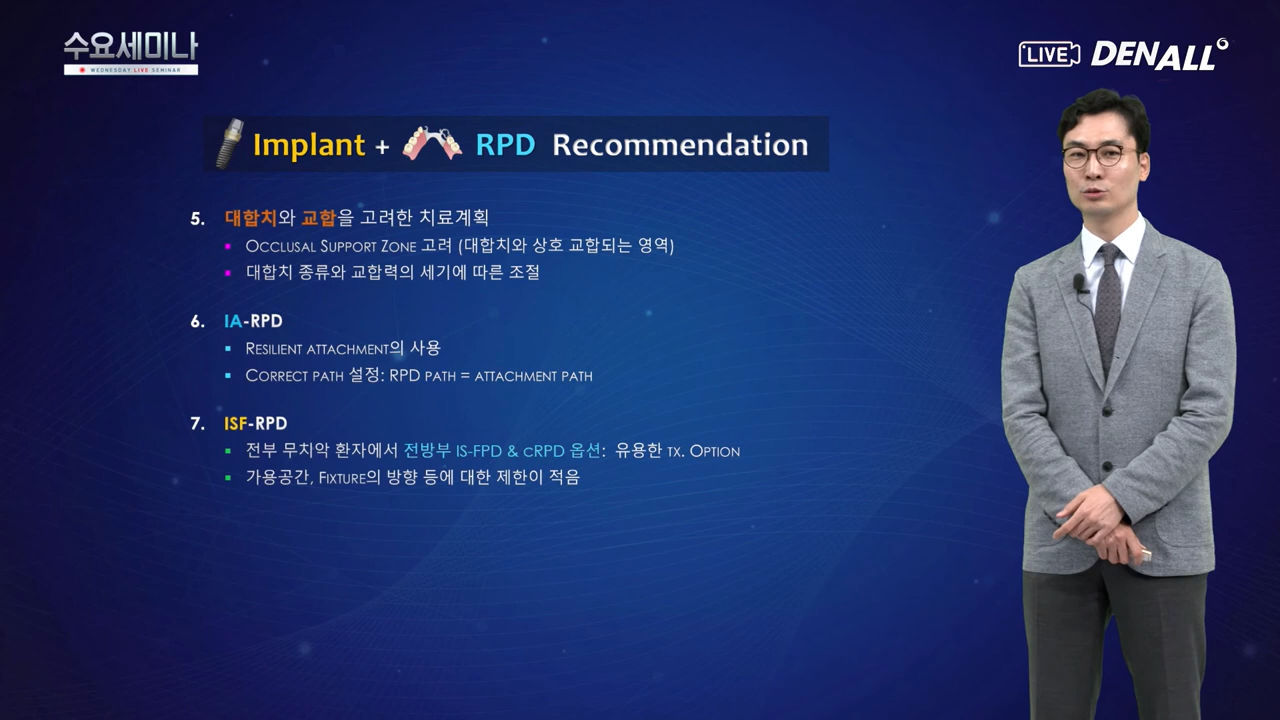 수요세미나
WEDNESDAY LIVE SEMINAR
LIVE DENALL
Implant + RPD Recommendation
5. 대합치와 교합을 고려한 치료계획
▪ Occlusal Support Zone 고려 (대합치와 상호 교합되는 영역)
▪ 대합치 종류와 교합력의 세기에 따른 조절
6. IA-RPD
▪ Resilient attachment의 사용
▪ Correct path 설정: RPD path = attachment path
7. ISF-RPD
▪ 전부 무치악 환자에서 전방부 IS-FPD & cRPD 옵션: 유용한 tx. Option
▪ 가용공간, Fixture의 방향 등에 대한 제한이 적음